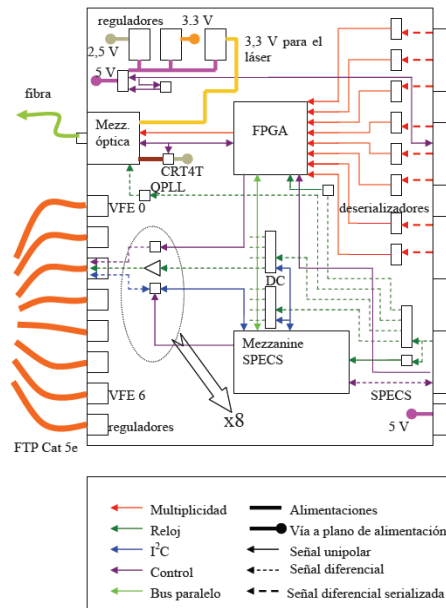 reguladores
3.3 V
2,5 V
5 V
3,3 V para el
láser
fibra
Mezz.
óptica
FPGA
CRT4T
QPLL
deserializadores
VFE 0
DC
Mezzanine
SPECS
SPECS
VFE 6
x8
reguladores
5 V
FTP Cat 5e
Multiplicidad
Reloj
I²C
Control
Bus paralelo
Alimentaciones
Vía a plano de alimentación
Señal unipolar
Señal diferencial
Señal diferencial serializada